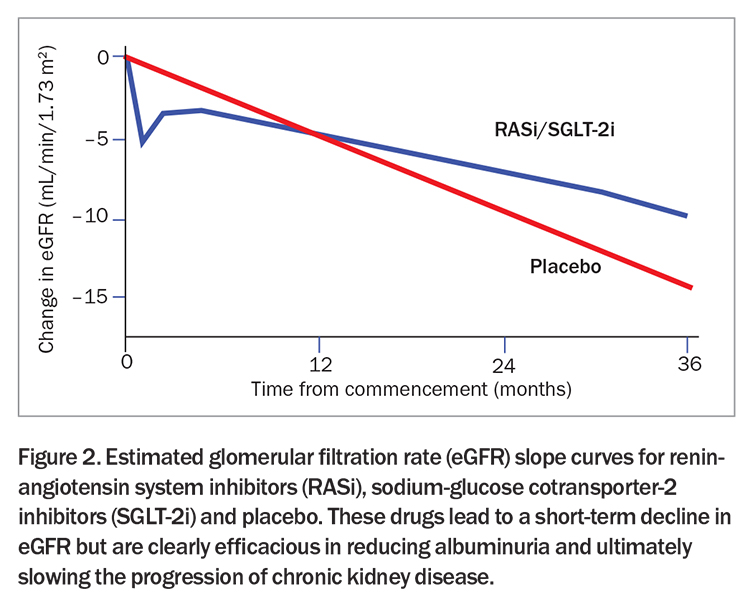 Change in eGFR (mL/min/1.73 m²)
0
–5
–10
–15
RASi/SGLT-2i
Placebo
0
12
24
36
Time from commencement (months)
Figure 2. Estimated glomerular filtration rate (eGFR) slope curves for renin-
angiotensin system inhibitors (RASi), sodium-glucose cotransporter-2
inhibitors (SGLT-2i) and placebo. These drugs lead to a short-term decline in
eGFR but are clearly efficacious in reducing albuminuria and ultimately
slowing the progression of chronic kidney disease.